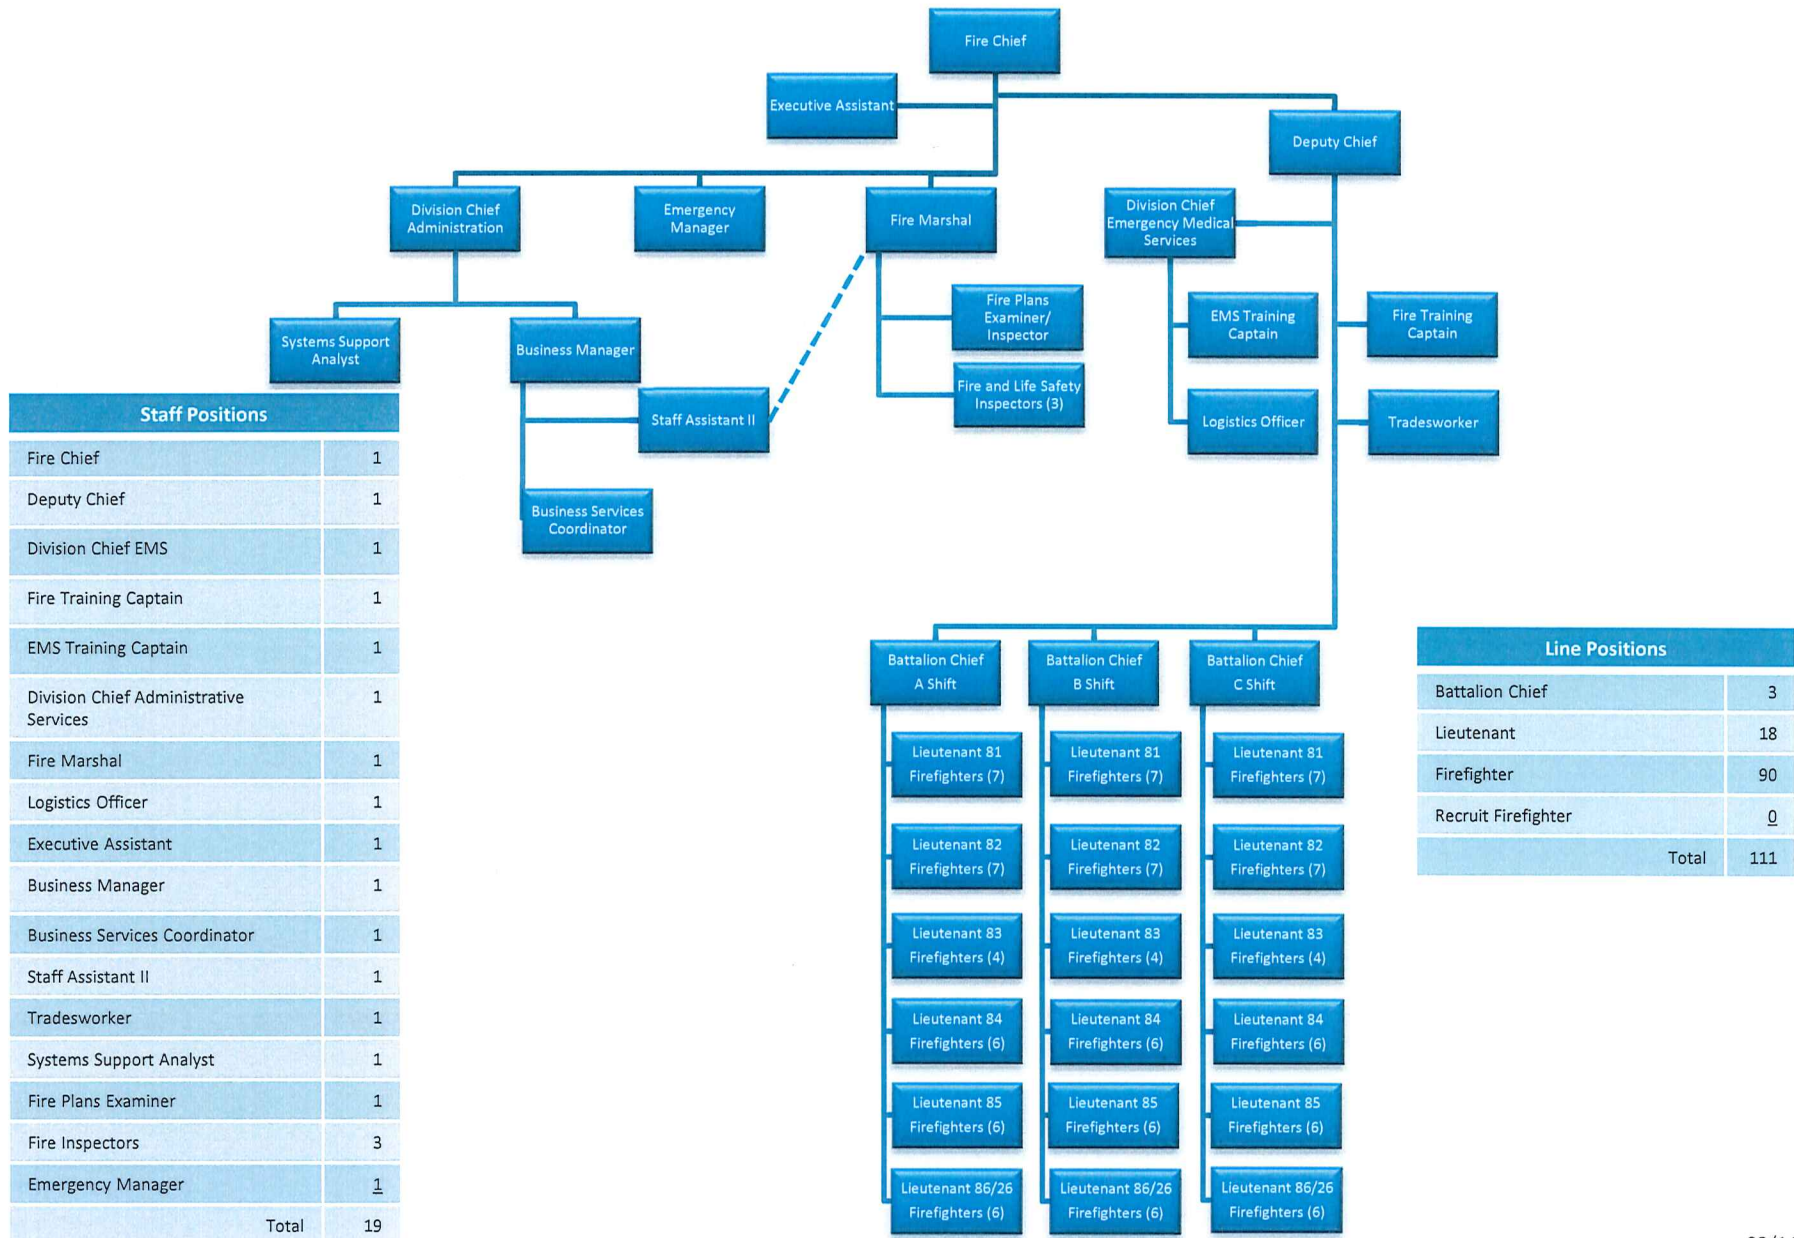 Fire Chief
Executive Assistant
Deputy Chief
Division Chief
Administration
Emergency
Manager
Fire Marshal
Division Chief
Emergency Medical
Services
Systems Support
Analyst
Business Manager
Fire Plans
Examiner/
Inspector
EMS Training
Captain
Fire Training
Captain
Staff Assistant II
Fire and Life Safety
Inspectors (3)
Logistics Officer
Tradesworker
Business Services
Coordinator
Staff Positions
Fire Chief 1
Deputy Chief 1
Division Chief EMS 1
Fire Training Captain 1
EMS Training Captain 1
Division Chief Administrative 1
Services
Fire Marshal 1
Logistics Officer 1
Executive Assistant 1
Business Manager 1
Business Services Coordinator 1
Staff Assistant II 1
Tradesworker 1
Systems Support Analyst 1
Fire Plans Examiner 1
Fire Inspectors 3
Emergency Manager 1
Total 19
Battalion Chief
A Shift
Lieutenant 81
Firefighters (7)
Lieutenant 82
Firefighters (7)
Lieutenant 83
Firefighters (4)
Lieutenant 84
Firefighters (6)
Lieutenant 85
Firefighters (6)
Lieutenant 86/26
Firefighters (6)
Battalion Chief
B Shift
Lieutenant 81
Firefighters (7)
Lieutenant 82
Firefighters (7)
Lieutenant 83
Firefighters (4)
Lieutenant 84
Firefighters (6)
Lieutenant 85
Firefighters (6)
Lieutenant 86/26
Firefighters (6)
Battalion Chief
C Shift
Lieutenant 81
Firefighters (7)
Lieutenant 82
Firefighters (7)
Lieutenant 83
Firefighters (4)
Lieutenant 84
Firefighters (6)
Lieutenant 85
Firefighters (6)
Lieutenant 86/26
Firefighters (6)
Line Positions
Battalion Chief 3
Lieutenant 18
Firefighter 90
Recruit Firefighter 0
Total 111